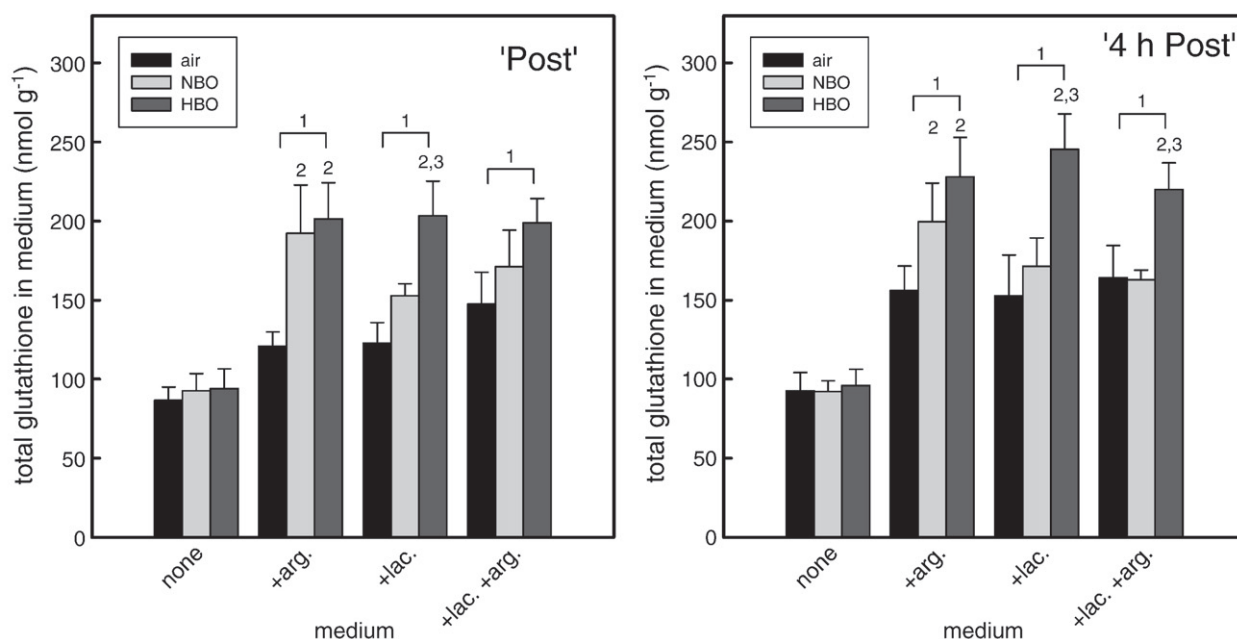 'Post'
air
NBO
HBO
total glutathione in medium (nmol g⁻¹)
300
250
200
150
100
50
0
1
2
2
1
2,3
1
none
+arg.
+lac.
+lac. +arg.
medium
'4 h Post'
air
NBO
HBO
total glutathione in medium (nmol g⁻¹)
300
250
200
150
100
50
0
1
2
2
1
2,3
1
2,3
none
+arg.
+lac.
+lac. +arg.
medium